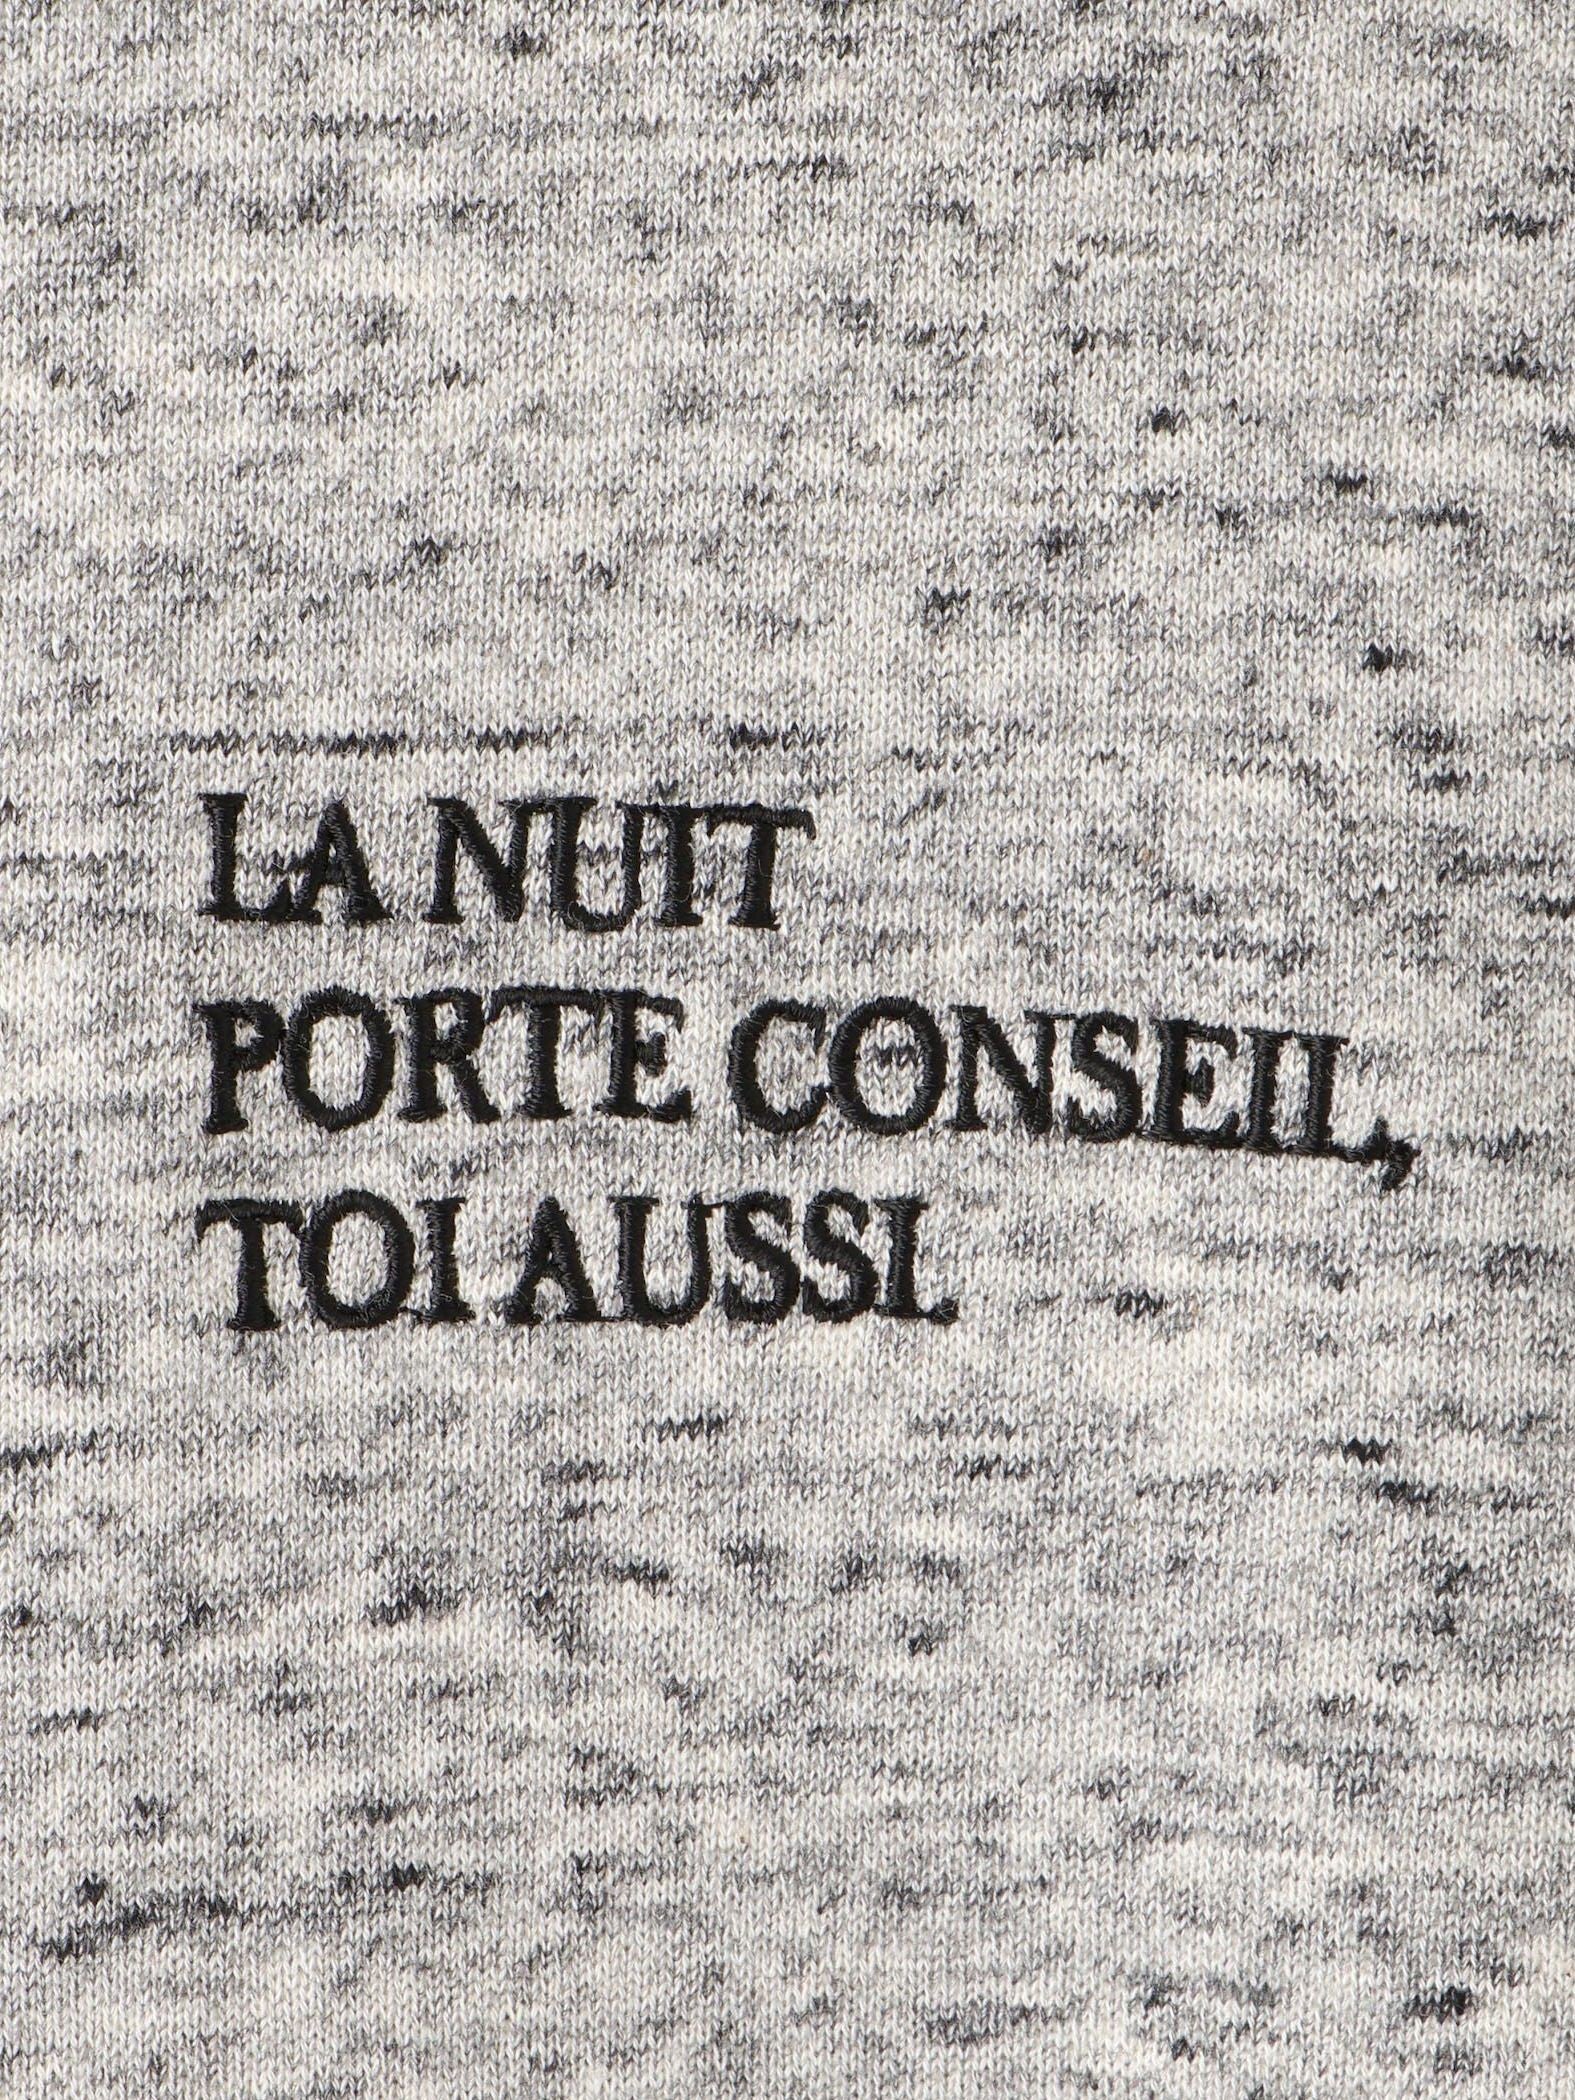 LA NUIT
PORTE CONSEIL,
TOI AUSSI.